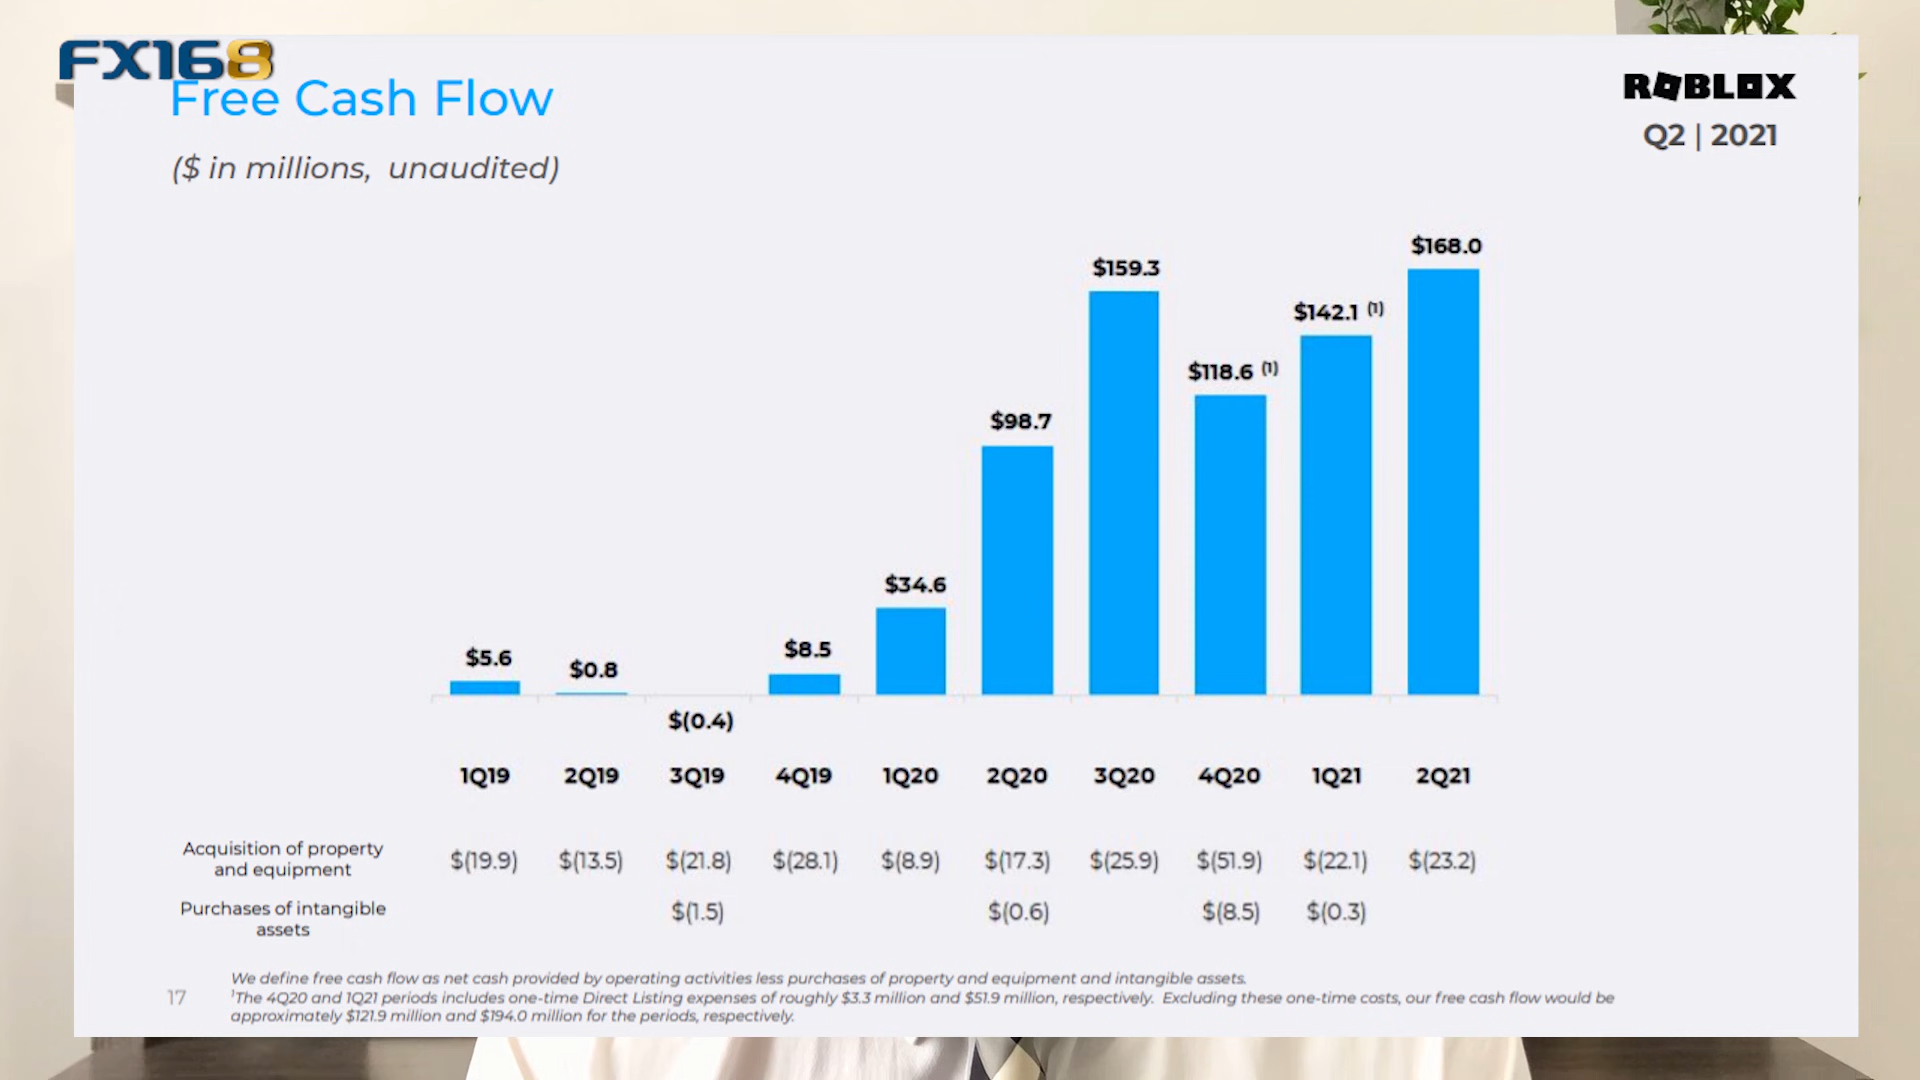 FX168
Free Cash Flow
ROBLOX
Q2 | 2021
($ in millions, unaudited)
$168.0
$159.3
$142.1 (1)
$118.6 (1)
$98.7
$34.6
$5.6 $0.8 $8.5
$(0.4)
1Q19 2Q19 3Q19 4Q19 1Q20 2Q20 3Q20 4Q20 1Q21 2Q21
Acquisition of property
and equipment
$(19.9) $(13.5) $(21.8) $(28.1) $(8.9) $(17.3) $(25.9) $(51.9) $(22.1) $(23.2)
Purchases of intangible
assets
$(1.5) $(0.6) $(8.5) $(0.3)
We define free cash flow as net cash provided by operating activities less purchases of property and equipment and intangible assets.
17
¹The 4Q20 and 1Q21 periods includes one-time Direct Listing expenses of roughly $3.3 million and $51.9 million, respectively. Excluding these one-time costs, our free cash flow would be
approximately $121.9 million and $194.0 million for the periods, respectively.